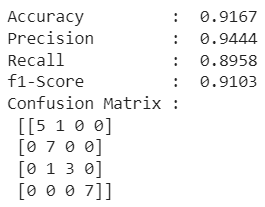 Accuracy : 0.9167
Precision : 0.9444
Recall : 0.8958
f1-Score : 0.9103
Confusion Matrix :
[[5 1 0 0]
[0 7 0 0]
[0 1 3 0]
[0 0 0 7]]